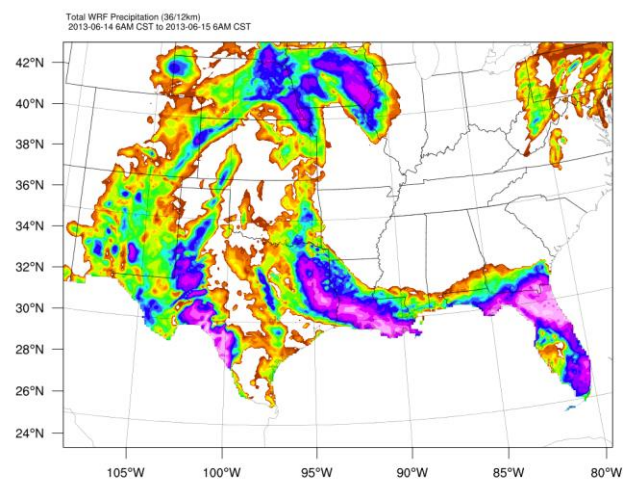 Total WRF Precipitation (36/12km)
2013-06-14 6AM CST to 2013-06-15 6AM CST
42°N
40°N
38°N
36°N
34°N
32°N
30°N
28°N
26°N
24°N
105°W
100°W
95°W
90°W
85°W
80°W